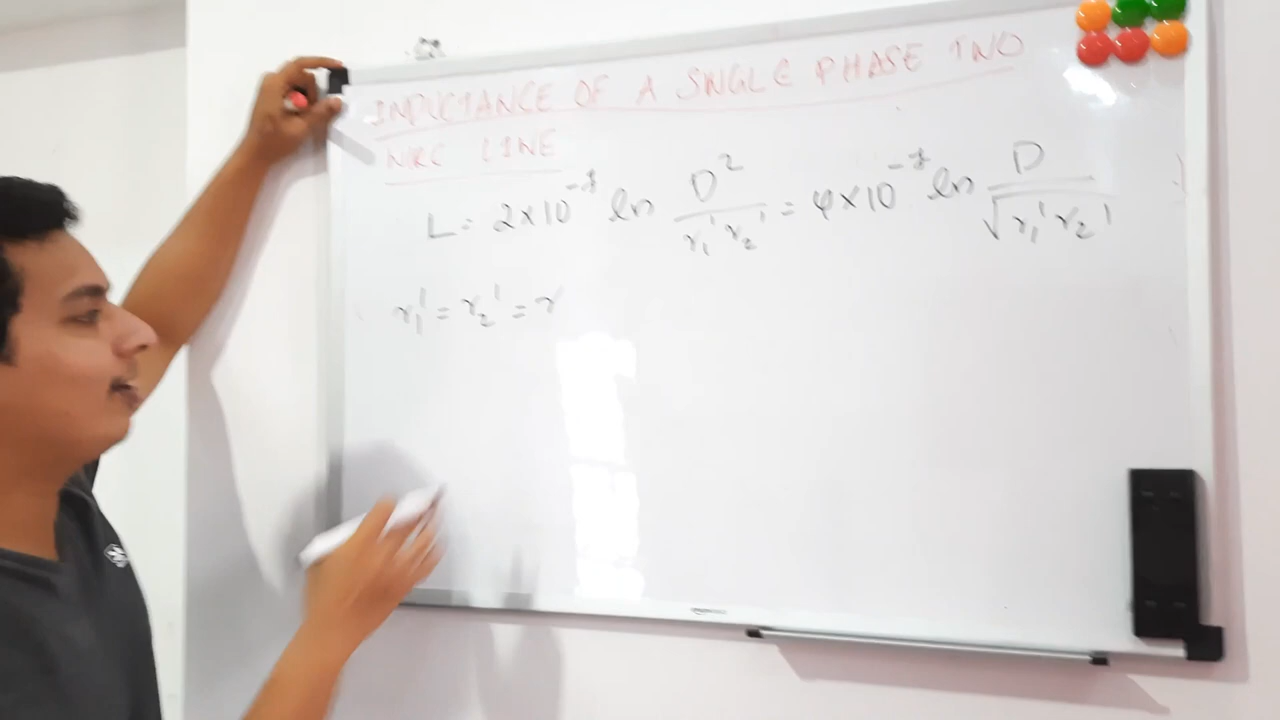 INDUCTANCE OF A SINGLE PHASE TWO
WIRE LINE
L = 2×10⁻⁷ ln D²/(r₁' r₂') = 4×10⁻⁷ ln D/√(r₁' r₂')
r₁' = r₂' = r